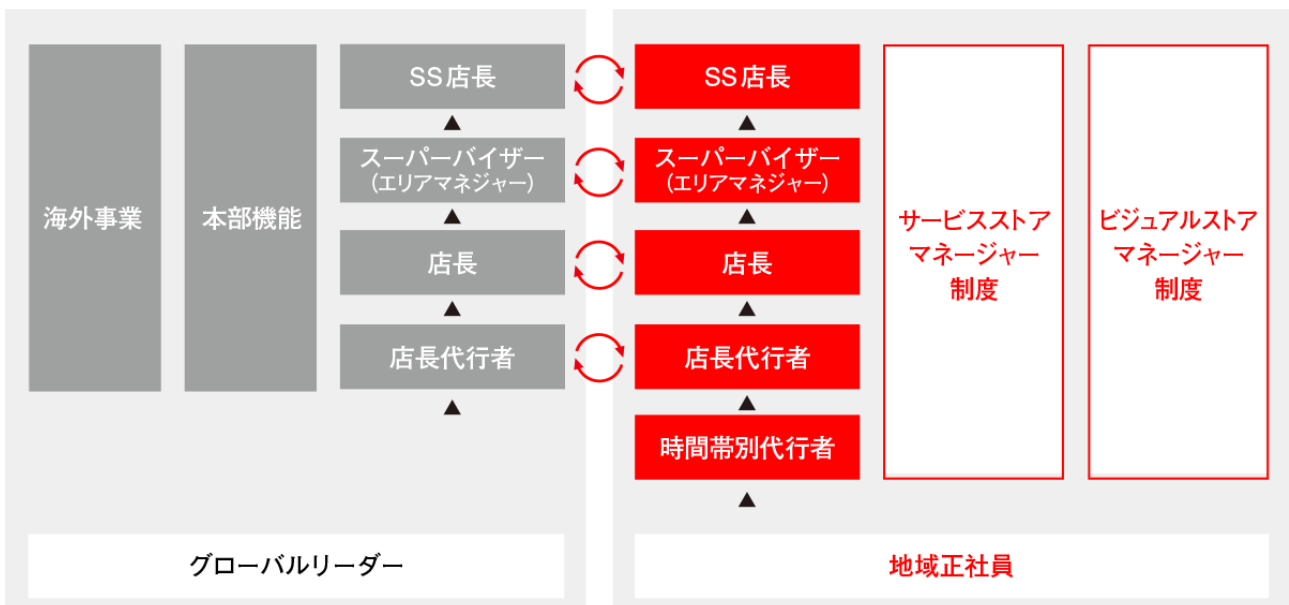 海外事業
本部機能
SS店長
スーパーバイザー
(エリアマネジャー)
店長
店長代行者
グローバルリーダー
SS店長
スーパーバイザー
(エリアマネジャー)
店長
店長代行者
時間帯別代行者
サービスストア
マネージャー
制度
ビジュアルストア
マネージャー
制度
地域正社員